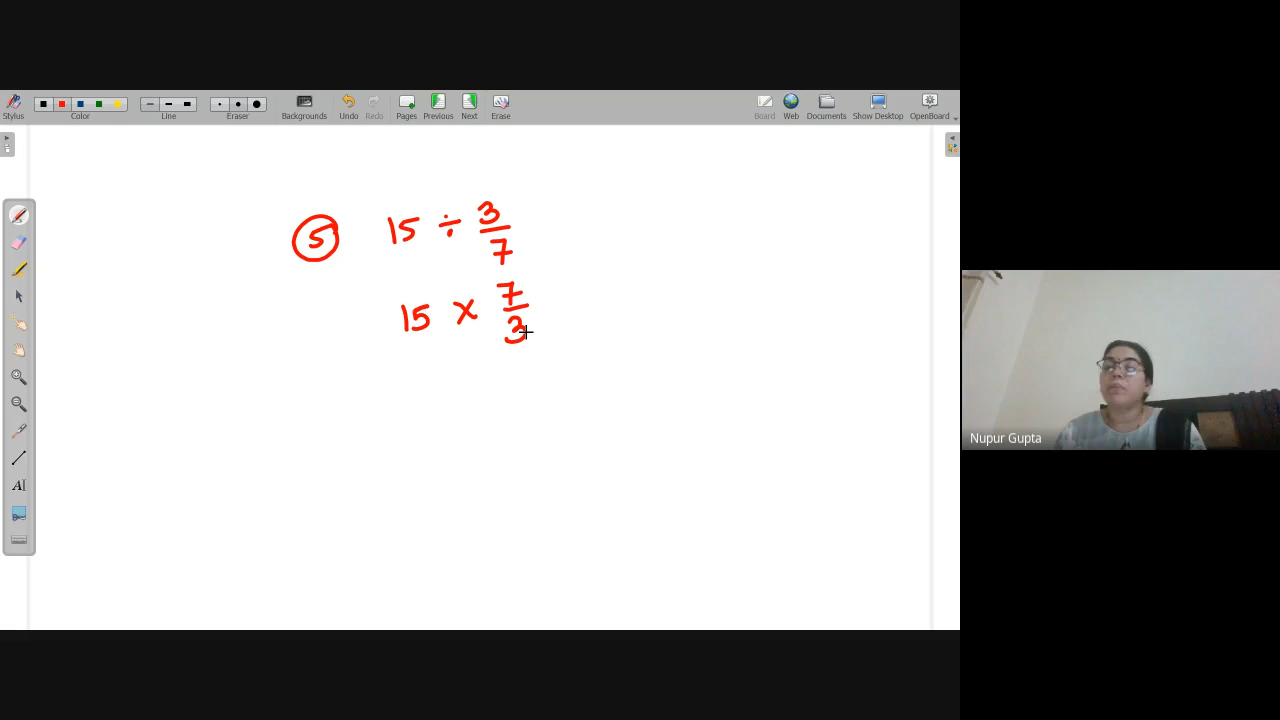 Stylus
Color
Line
Eraser
Backgrounds
Undo
Redo
Pages
Previous
Next
Erase
Board
Web
Documents
Show Desktop
OpenBoard
⑤ 15 ÷ 3/7
15 × 7/3
AI
Nupur Gupta